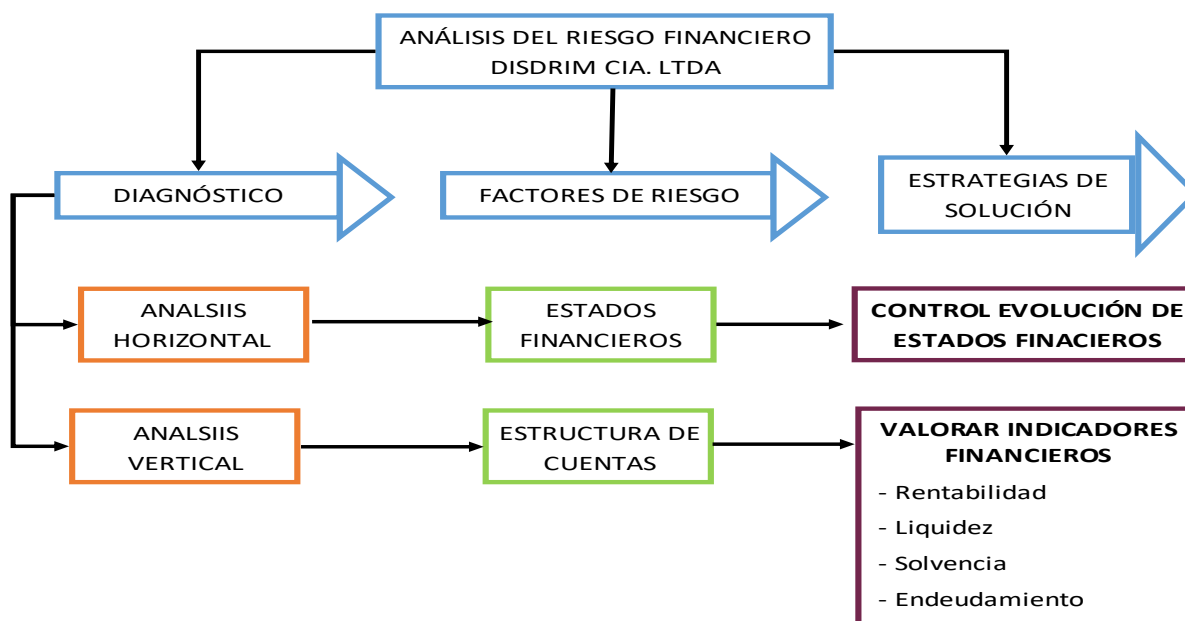 ANÁLISIS DEL RIESGO FINANCIERO
DISDRIM CIA. LTDA
DIAGNÓSTICO
FACTORES DE RIESGO
ESTRATEGIAS DE
SOLUCIÓN
ANALSIIS
HORIZONTAL
ESTADOS
FINANCIEROS
CONTROL EVOLUCIÓN DE
ESTADOS FINACIEROS
ANALSIIS
VERTICAL
ESTRUCTURA DE
CUENTAS
VALORAR INDICADORES
FINANCIEROS
- Rentabilidad
- Liquidez
- Solvencia
- Endeudamiento